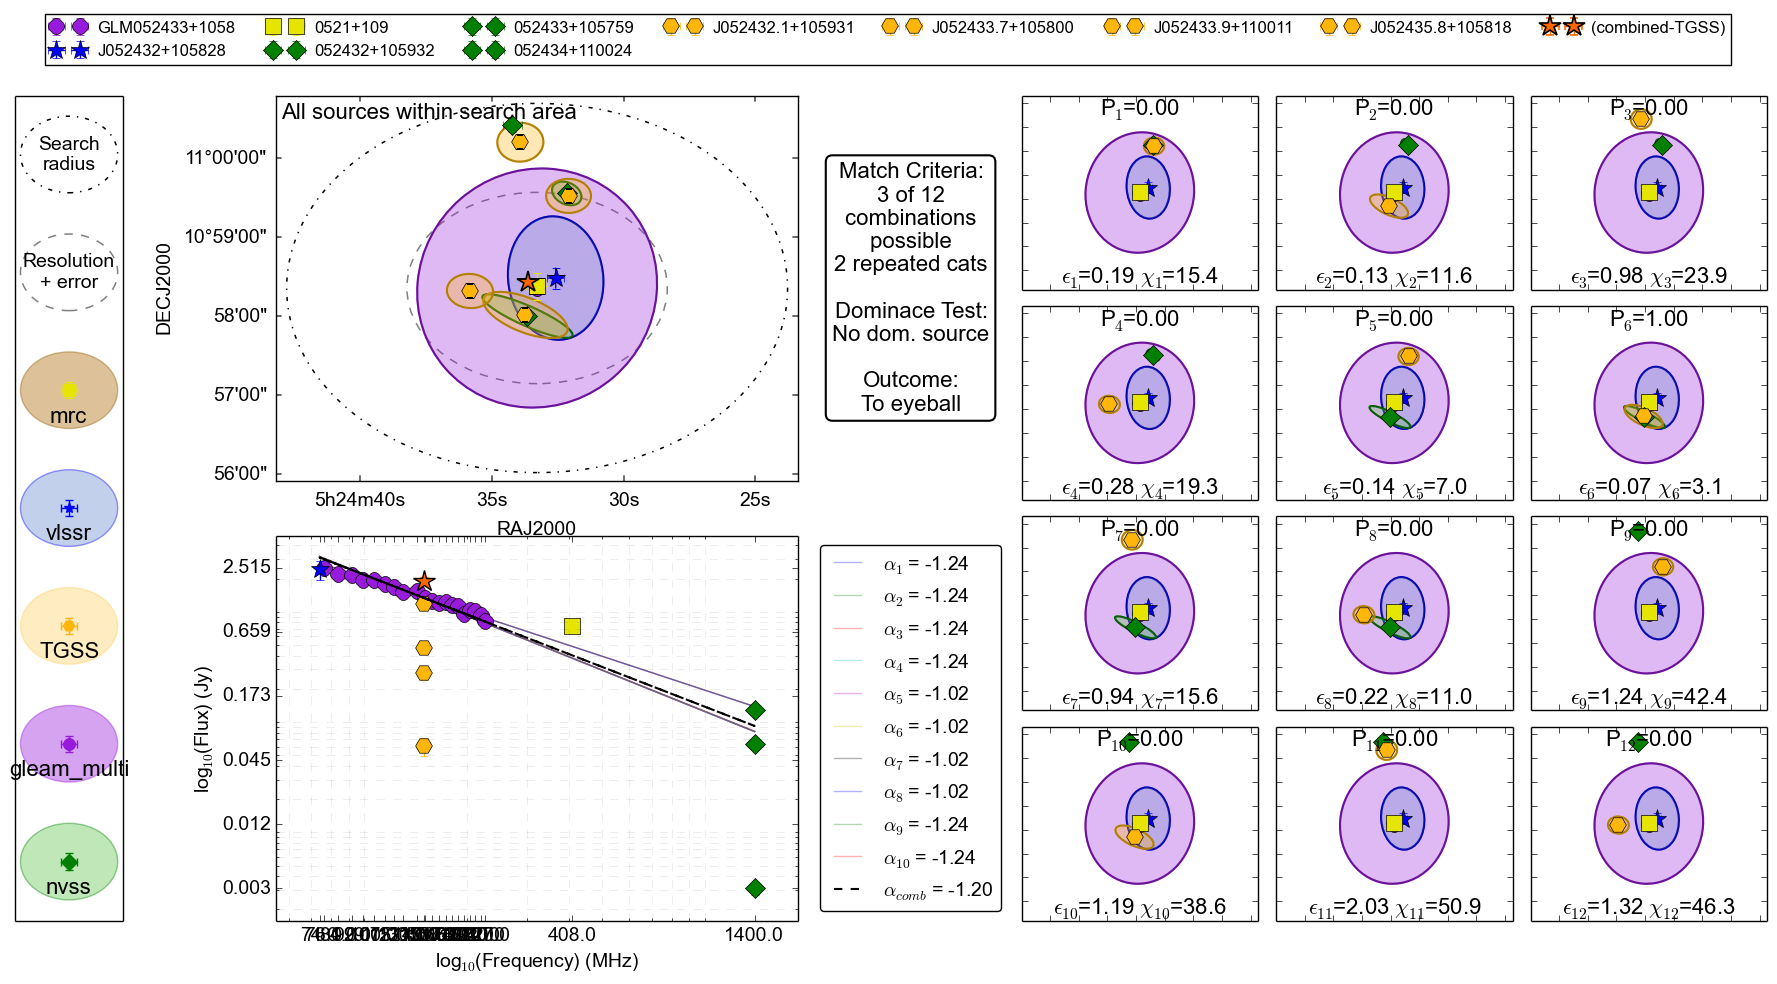 GLM052433+1058
0521+109
052433+105759
J052432.1+105931
J052433.7+105800
J052433.9+110011
J052435.8+105818
(combined-TGSS)
J052432+105828
052432+105932
052434+110024
Search
radius
Resolution
+ error
mrc
vlssr
TGSS
gleam_multi
nvss
All sources within search area
DECJ2000
11°00'00"
10°59'00"
58'00"
57'00"
56'00"
5h24m40s
35s
30s
25s
RAJ2000
Match Criteria:
3 of 12
combinations
possible
2 repeated cats
Dominace Test:
No dom. source
Outcome:
To eyeball
log10(Flux) (Jy)
2.515
0.659
0.173
0.045
0.012
0.003
408.0
1400.0
log10(Frequency) (MHz)
α1 = -1.24
α2 = -1.24
α3 = -1.24
α4 = -1.24
α5 = -1.02
α6 = -1.02
α7 = -1.02
α8 = -1.02
α9 = -1.24
α10 = -1.24
αcomb = -1.20
P1=0.00
ϵ1=0.19 χ1=15.4
P2=0.00
ϵ2=0.13 χ2=11.6
P3=0.00
ϵ3=0.98 χ3=23.9
P4=0.00
ϵ4=0.28 χ4=19.3
P5=0.00
ϵ5=0.14 χ5=7.0
P6=1.00
ϵ6=0.07 χ6=3.1
P7=0.00
ϵ7=0.94 χ7=15.6
P8=0.00
ϵ8=0.22 χ8=11.0
P9=0.00
ϵ9=1.24 χ9=42.4
P10=0.00
ϵ10=1.19 χ10=38.6
P11=0.00
ϵ11=2.03 χ11=50.9
P12=0.00
ϵ12=1.32 χ12=46.3